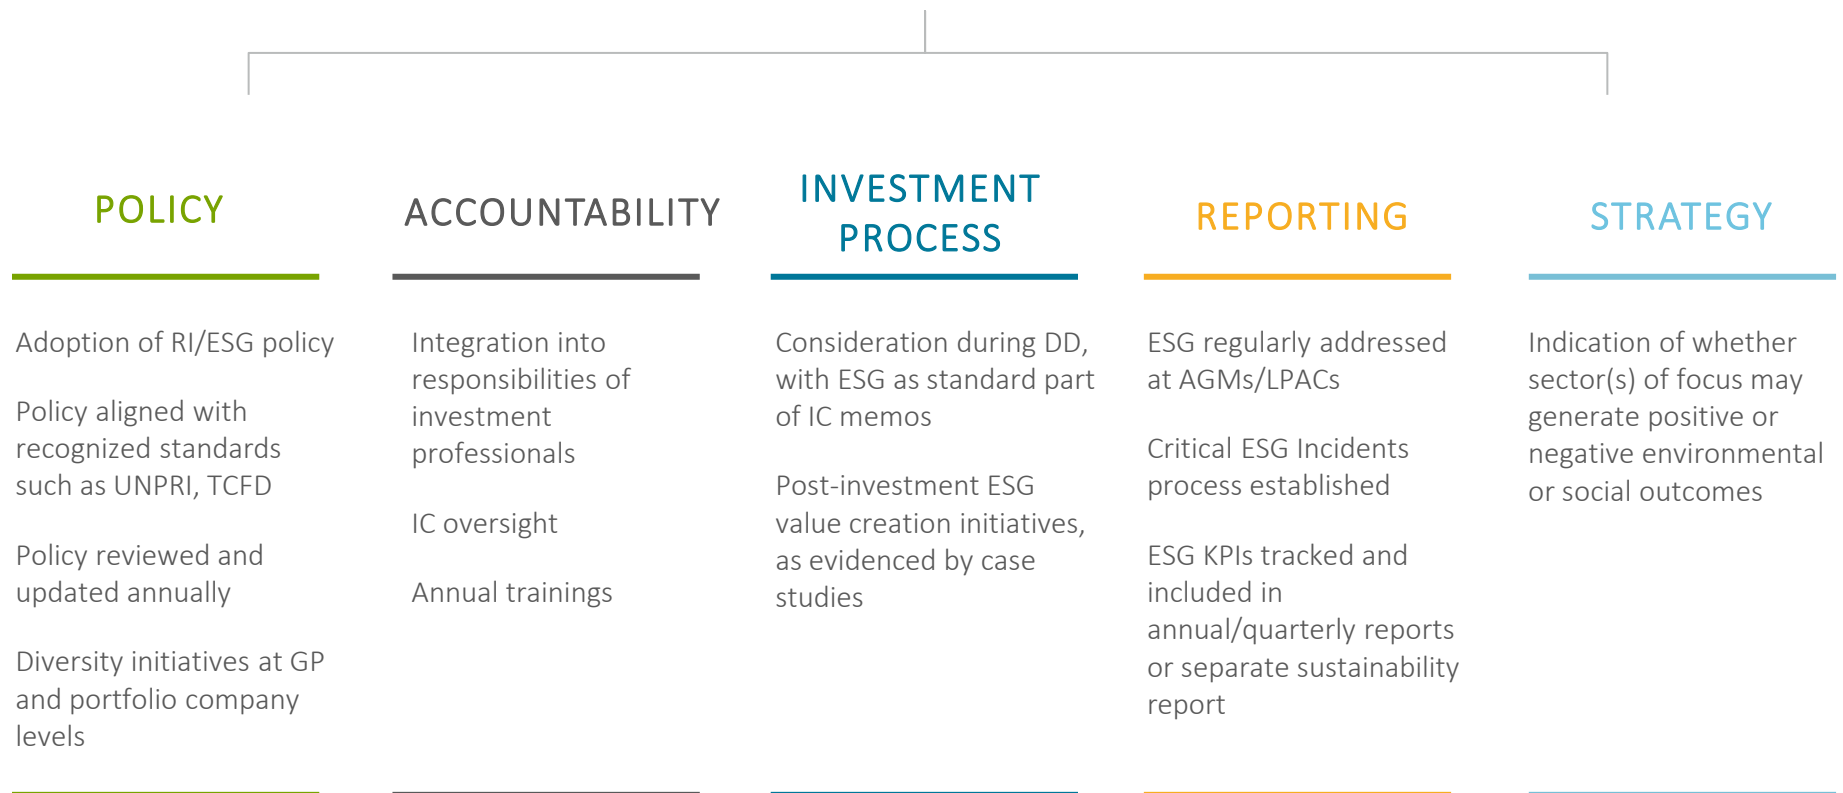 POLICY
Adoption of RI/ESG policy
Policy aligned with
recognized standards
such as UNPRI, TCFD
Policy reviewed and
updated annually
Diversity initiatives at GP
and portfolio company
levels
ACCOUNTABILITY
Integration into
responsibilities of
investment
professionals
IC oversight
Annual trainings
INVESTMENT
PROCESS
Consideration during DD,
with ESG as standard part
of IC memos
Post-investment ESG
value creation initiatives,
as evidenced by case
studies
REPORTING
ESG regularly addressed
at AGMs/LPACs
Critical ESG Incidents
process established
ESG KPIs tracked and
included in
annual/quarterly reports
or separate sustainability
report
STRATEGY
Indication of whether
sector(s) of focus may
generate positive or
negative environmental
or social outcomes